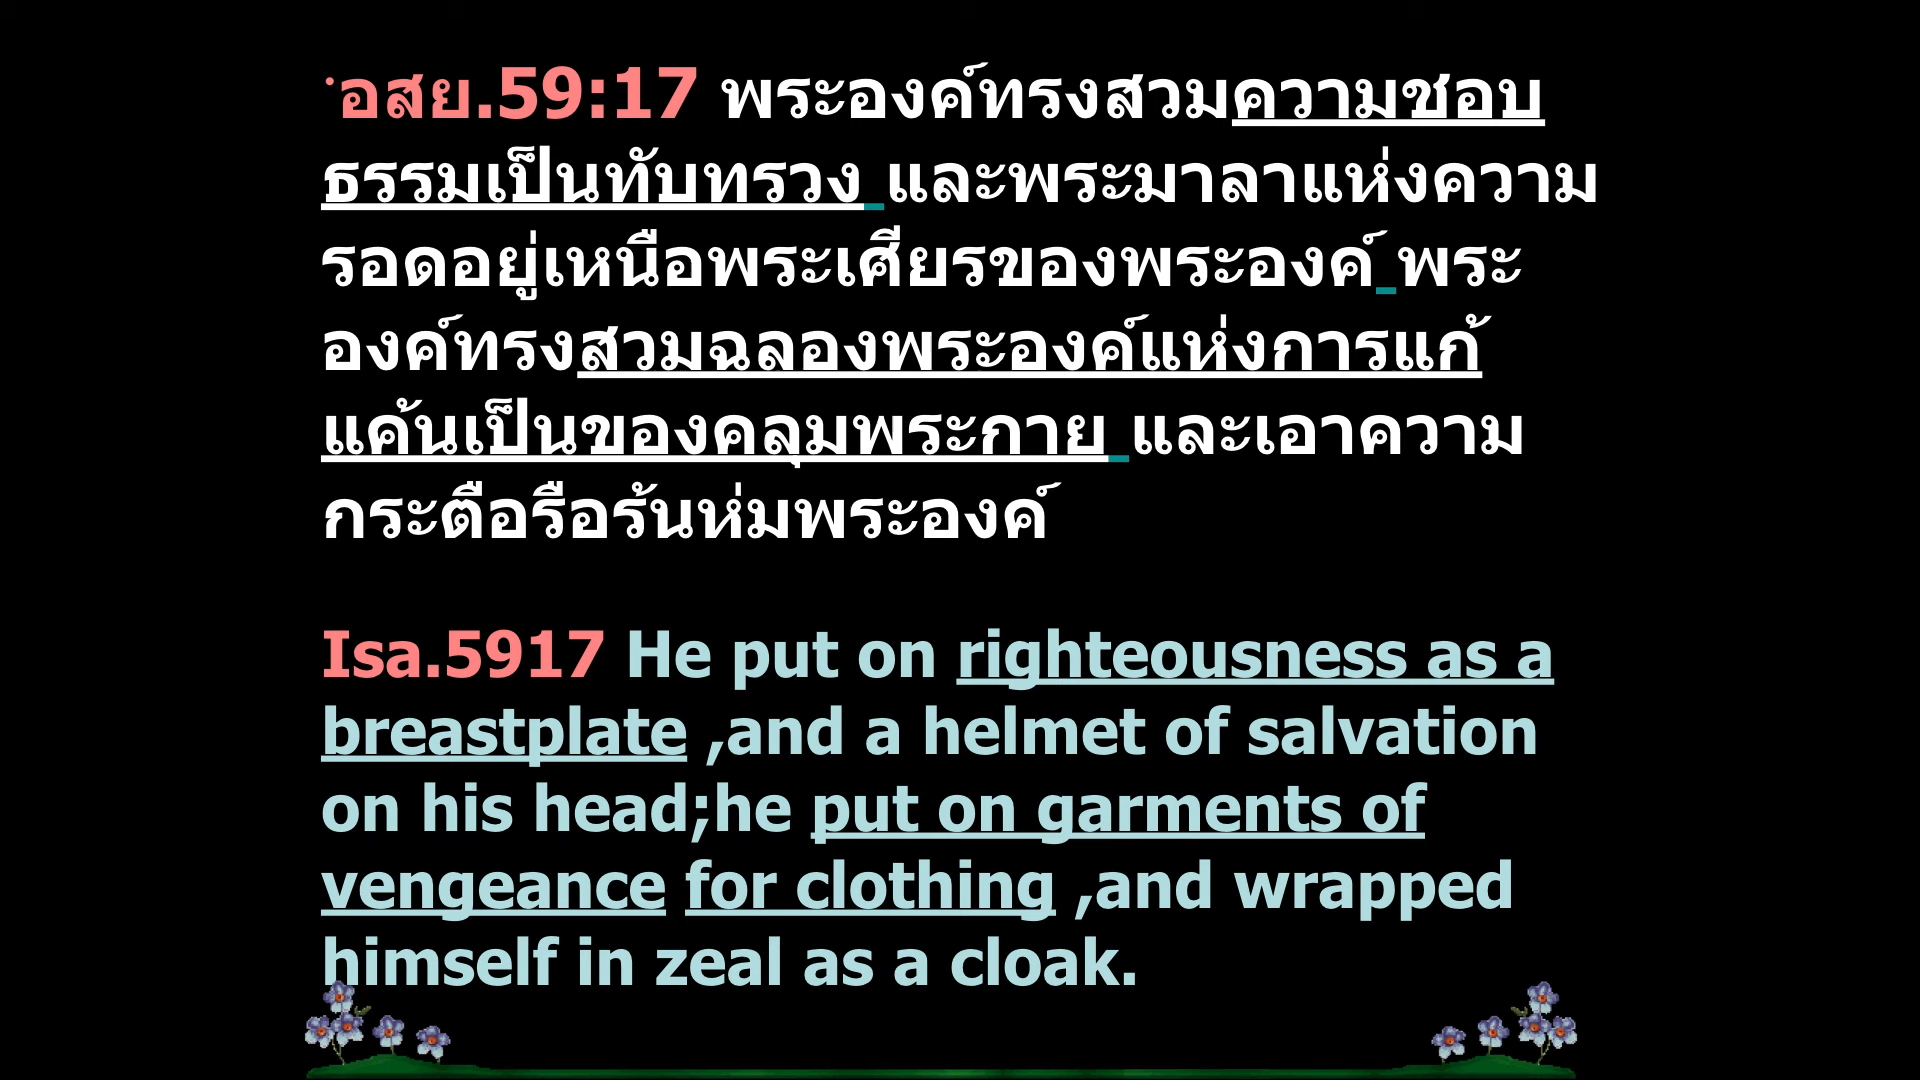 •อสย.59:17 พระองค์ทรงสวมความชอบ
ธรรมเป็นทับทรวง และพระมาลาแห่งความ
รอดอยู่เหนือพระเศียรของพระองค์ พระ
องค์ทรงสวมฉลองพระองค์แห่งการแก้
แค้นเป็นของคลุมพระกาย และเอาความ
กระตือรือร้นห่มพระองค์
Isa.5917 He put on righteousness as a
breastplate ,and a helmet of salvation
on his head;he put on garments of
vengeance for clothing ,and wrapped
himself in zeal as a cloak.